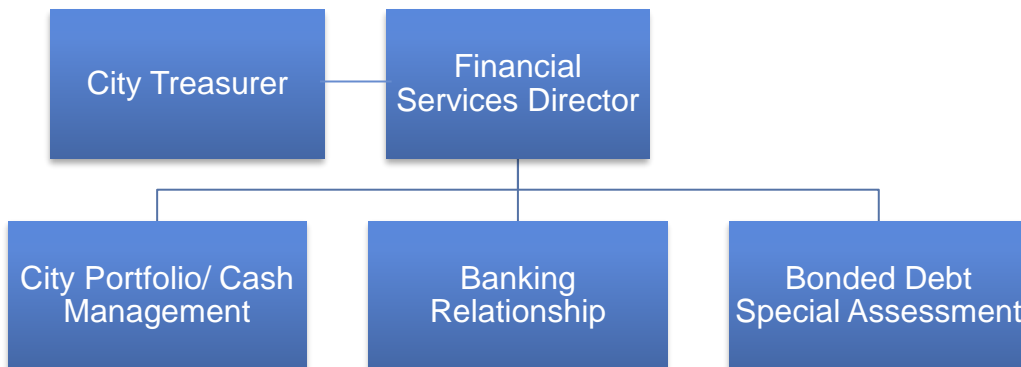 City Treasurer
Financial
Services Director
City Portfolio/ Cash
Management
Banking
Relationship
Bonded Debt
Special Assessment